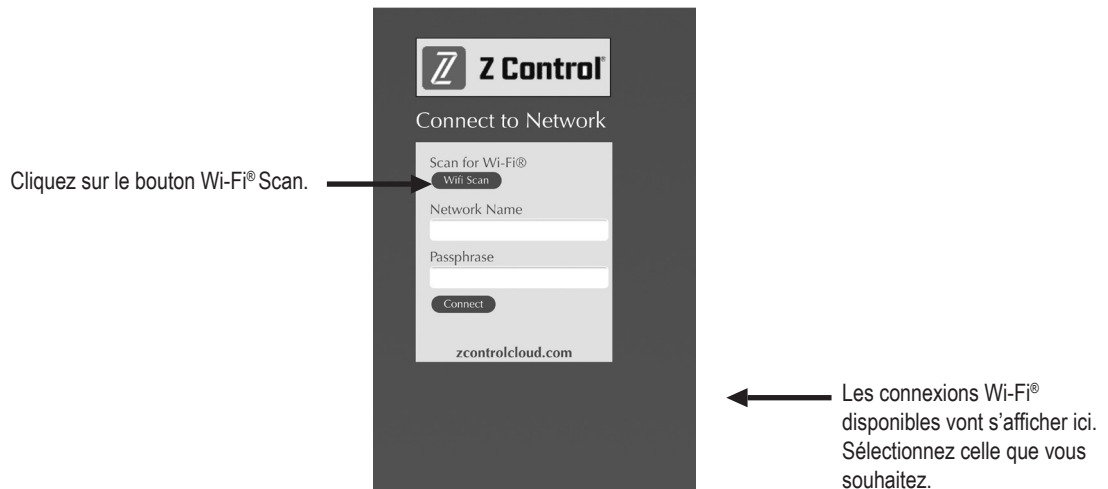 Z Control®
Connect to Network
Scan for Wi-Fi®
Cliquez sur le bouton Wi-Fi® Scan.
Wifi Scan
Network Name
Passphrase
Connect
zcontrolcloud.com
Les connexions Wi-Fi®
disponibles vont s’afficher ici.
Sélectionnez celle que vous
souhaitez.